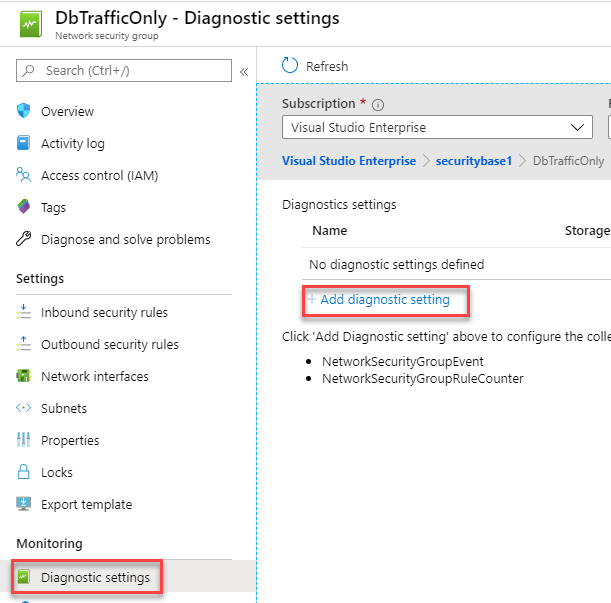 DbTrafficOnly - Diagnostic settings
Network security group
Search (Ctrl+/)
«
Overview
Activity log
Access control (IAM)
Tags
Diagnose and solve problems
Settings
Inbound security rules
Outbound security rules
Network interfaces
Subnets
Properties
Locks
Export template
Monitoring
Diagnostic settings
Refresh
Subscription *
Visual Studio Enterprise
Visual Studio Enterprise > securitybase1 > DbTrafficOnly
Diagnostics settings
Name Storage
No diagnostic settings defined
+ Add diagnostic setting
Click 'Add Diagnostic setting' above to configure the
• NetworkSecurityGroupEvent
• NetworkSecurityGroupRuleCounter